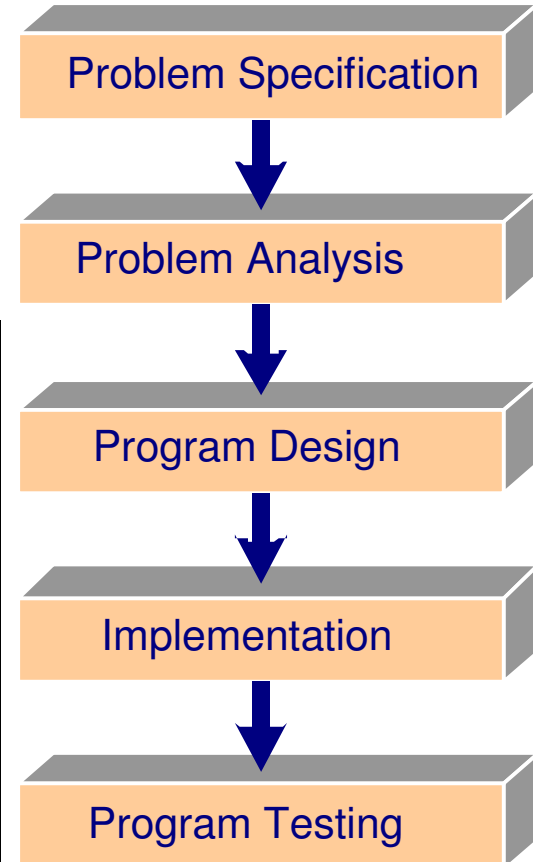 Problem Specification
Problem Analysis
Program Design
Implementation
Program Testing